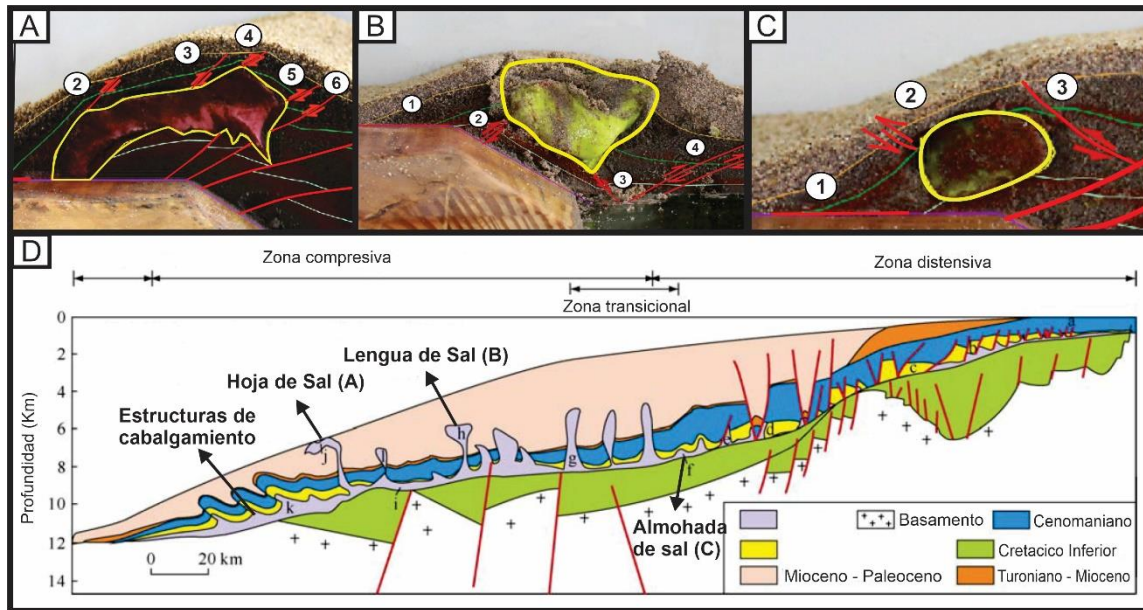 A
2
3
4
5
6
B
1
2
3
4
C
1
2
3
D
Zona compresiva
Zona distensiva
Zona transicional
Profundidad (Km)
0
2
4
6
8
10
12
14
Hoja de Sal (A)
Lengua de Sal (B)
Estructuras de
cabalgamiento
Almohada
de sal (C)
a
b
c
d
e
f
g
h
i
j
k
l
0 20 km
Basamento
Cenomaniano
Cretacico Inferior
Mioceno - Paleoceno
Turoniano - Mioceno